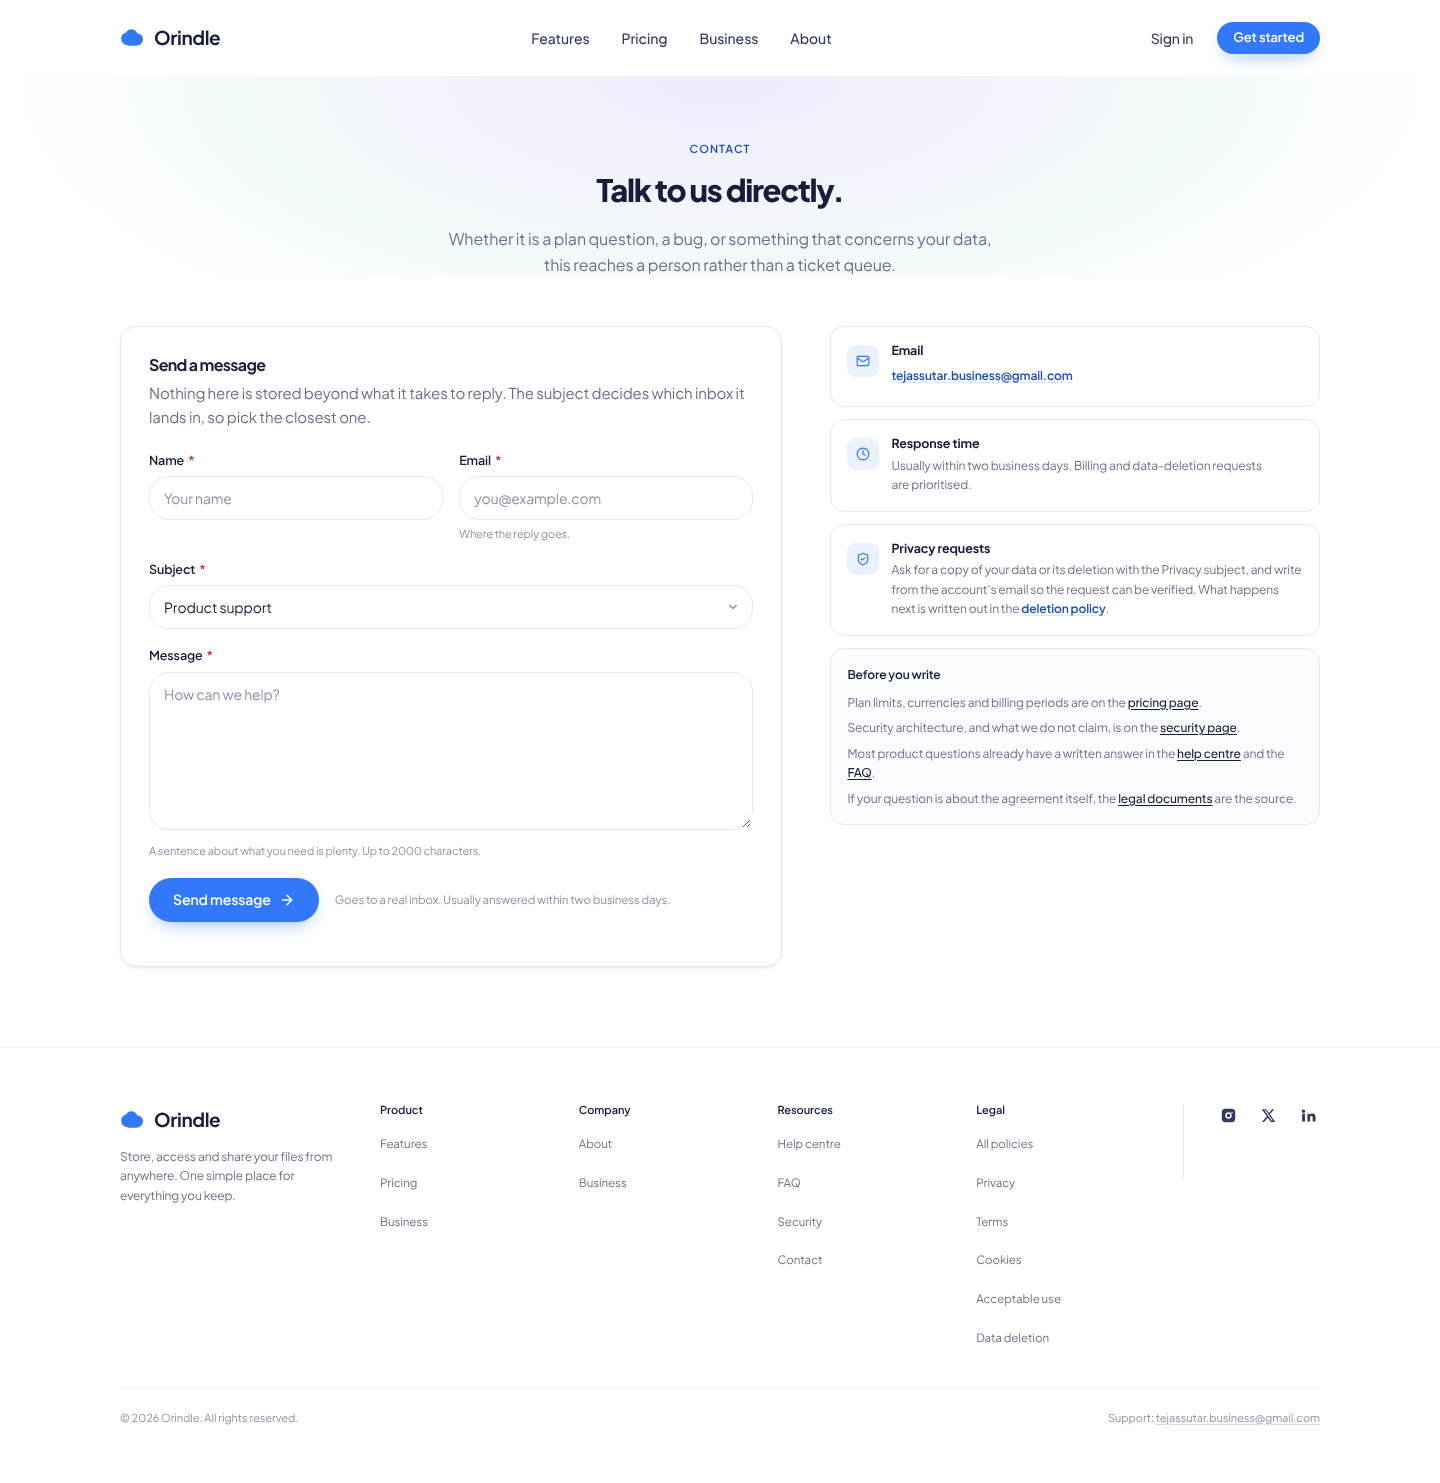 Orindle
Features
Pricing
Business
About
Sign in
Get started
CONTACT
Talk to us directly.
Whether it is a plan question, a bug, or something that concerns your data,
this reaches a person rather than a ticket queue.
Send a message
Nothing here is stored beyond what it takes to reply. The subject decides which inbox it
lands in, so pick the closest one.
Name *
Your name
Email *
you@example.com
Where the reply goes.
Subject *
Product support
Message *
How can we help?
A sentence about what you need is plenty. Up to 2000 characters.
Send message
Goes to a real inbox. Usually answered within two business days.
Email
tejassutar.business@gmail.com
Response time
Usually within two business days. Billing and data-deletion requests
are prioritised.
Privacy requests
Ask for a copy of your data or its deletion with the Privacy subject, and write
from the account's email so the request can be verified. What happens
next is written out in the deletion policy.
Before you write
Plan limits, currencies and billing periods are on the pricing page.
Security architecture, and what we do not claim, is on the security page.
Most product questions already have a written answer in the help centre and the
FAQ.
If your question is about the agreement itself, the legal documents are the source.
Orindle
Store, access and share your files from
anywhere. One simple place for
everything you keep.
Product
Features
Pricing
Business
Company
About
Business
Resources
Help centre
FAQ
Security
Contact
Legal
All policies
Privacy
Terms
Cookies
Acceptable use
Data deletion
© 2026 Orindle. All rights reserved.
Support: tejassutar.business@gmail.com